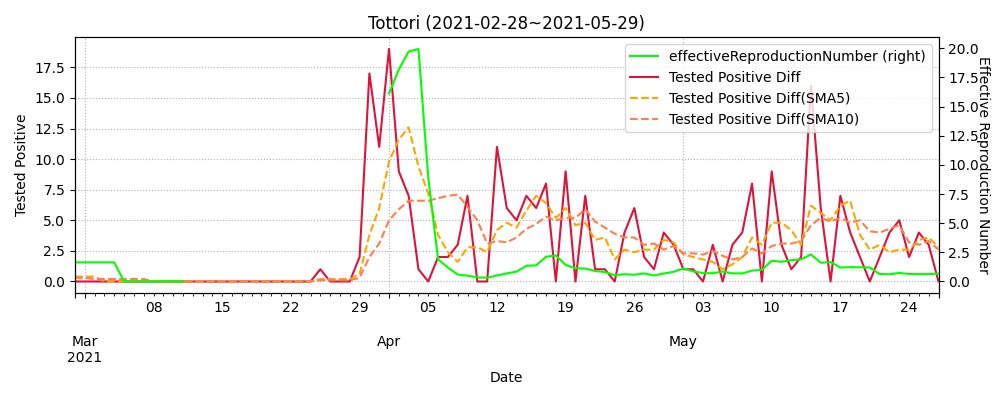 Tottori (2021-02-28~2021-05-29)
effectiveReproductionNumber (right)
Tested Positive Diff
Tested Positive Diff(SMA5)
Tested Positive Diff(SMA10)
Tested Positive
17.5
15.0
12.5
10.0
7.5
5.0
2.5
0.0
Effective Reproduction Number
20.0
17.5
15.0
12.5
10.0
7.5
5.0
2.5
0.0
08 15 22 29 05 12 19 26 03 10 17 24
Mar Apr May
2021
Date